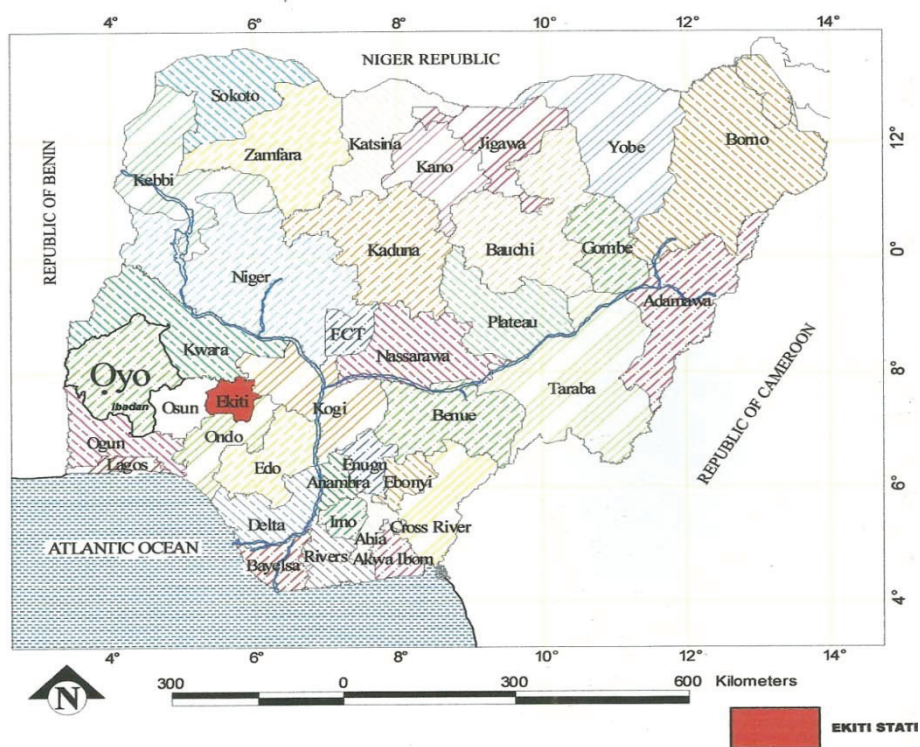 4° 6° 8° 10° 12° 14°
NIGER REPUBLIC
Sokoto
Zamfara
Katsina
Kano
Jigawa
Yobe
Borno
12°
Kebbi
REPUBLIC OF BENIN
Kaduna
Bauchi
Gombe
0°
Niger
Adamawa
FCT
Plateau
Kwara
Nassarawa
8°
Taraba
Ọyo
Ibadan
Osun
Ekiti
Kogi
Benue
REPUBLIC OF CAMEROON
Ogun
Ondo
Lagos
Edo
Enugu
Anambra
Ebonyi
6°
Delta
Imo
Cross River
Abia
ATLANTIC OCEAN
Bayelsa
Rivers
Akwa Ibom
4°
4° 6° 8° 10° 12° 14°
N
300 0 300 600 Kilometers
EKITI STATE